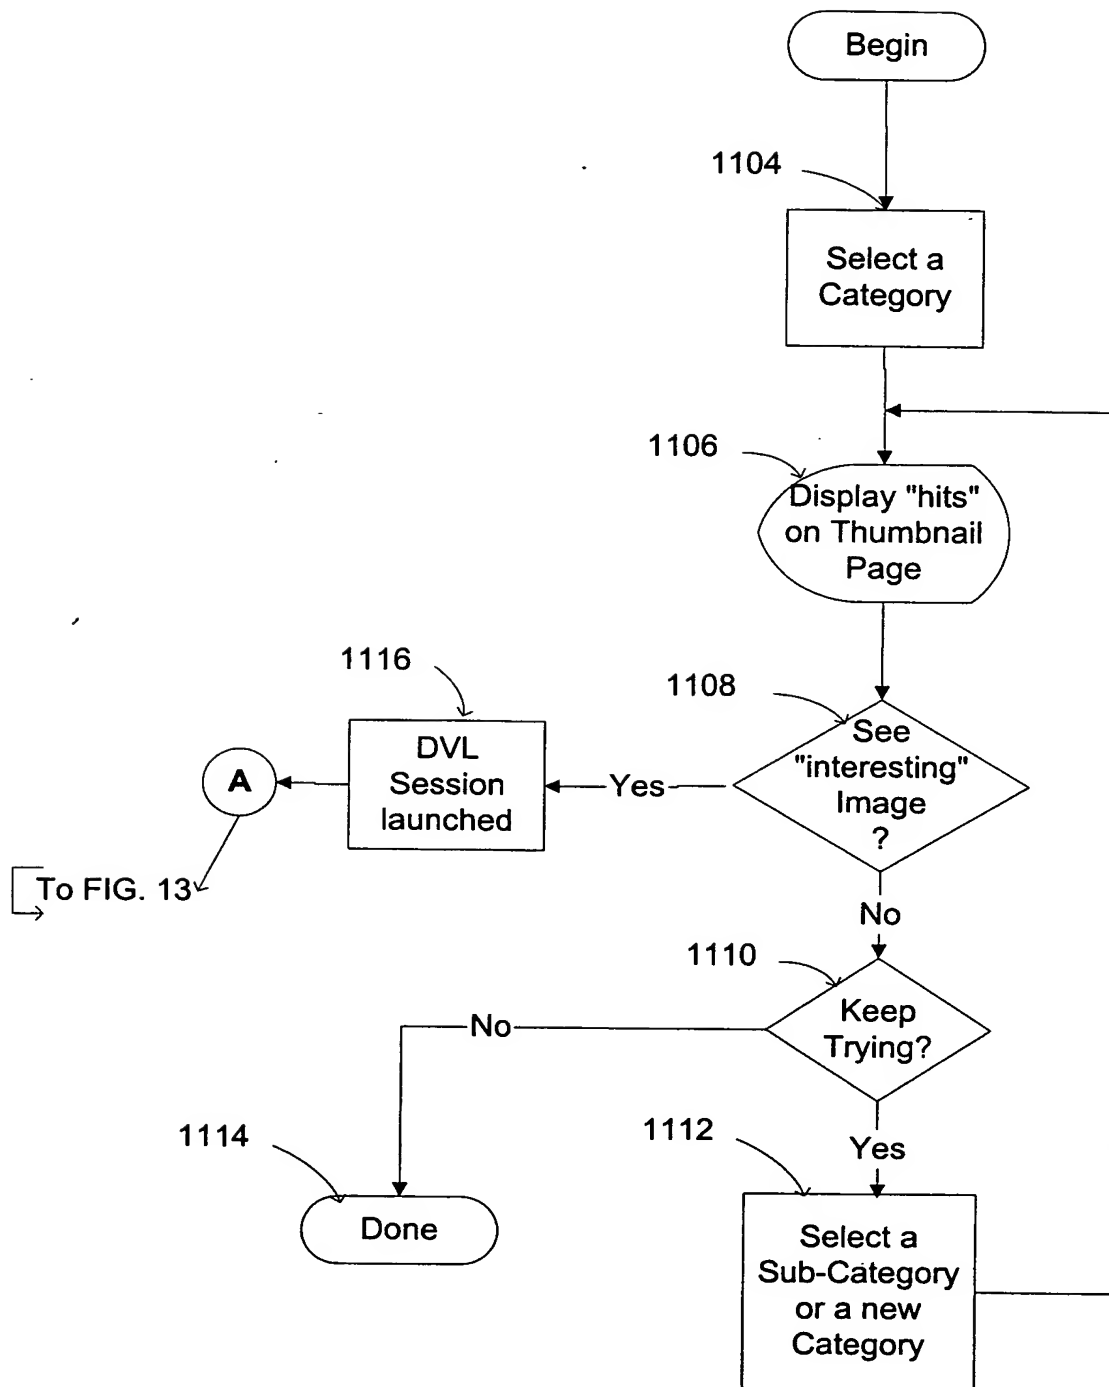 Begin
1104
Select a
Category
1106
Display "hits"
on Thumbnail
Page
1116
1108
See
"interesting"
Image
?
DVL
Session
launched
Yes
A
To FIG. 13
No
1110
Keep
Trying?
No
1114
1112
Yes
Done
Select a
Sub-Category
or a new
Category